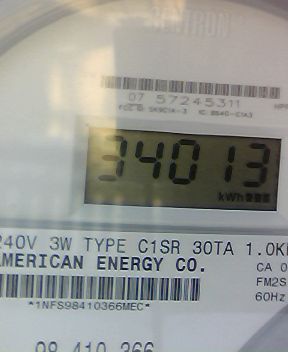 CENTRON
07 57245311
34013
kWh
240V 3W TYPE C1SR 30TA 1.0K
AMERICAN ENERGY CO.
CA 0
FM2S
60Hz
*1NFS98410366MEC*
98 410 366